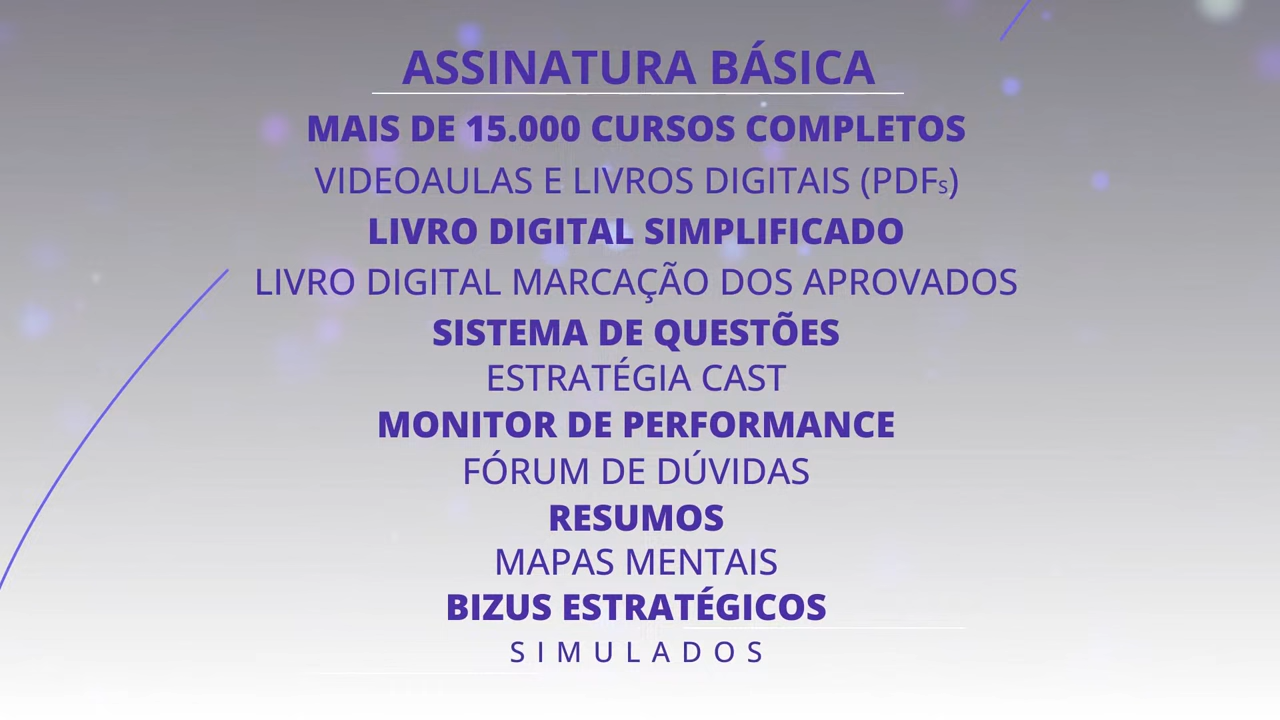 ASSINATURA BÁSICA
MAIS DE 15.000 CURSOS COMPLETOS
VIDEOAULAS E LIVROS DIGITAIS (PDFs)
LIVRO DIGITAL SIMPLIFICADO
LIVRO DIGITAL MARCAÇÃO DOS APROVADOS
SISTEMA DE QUESTÕES
ESTRATÉGIA CAST
MONITOR DE PERFORMANCE
FÓRUM DE DÚVIDAS
RESUMOS
MAPAS MENTAIS
BIZUS ESTRATÉGICOS
SIMULADOS